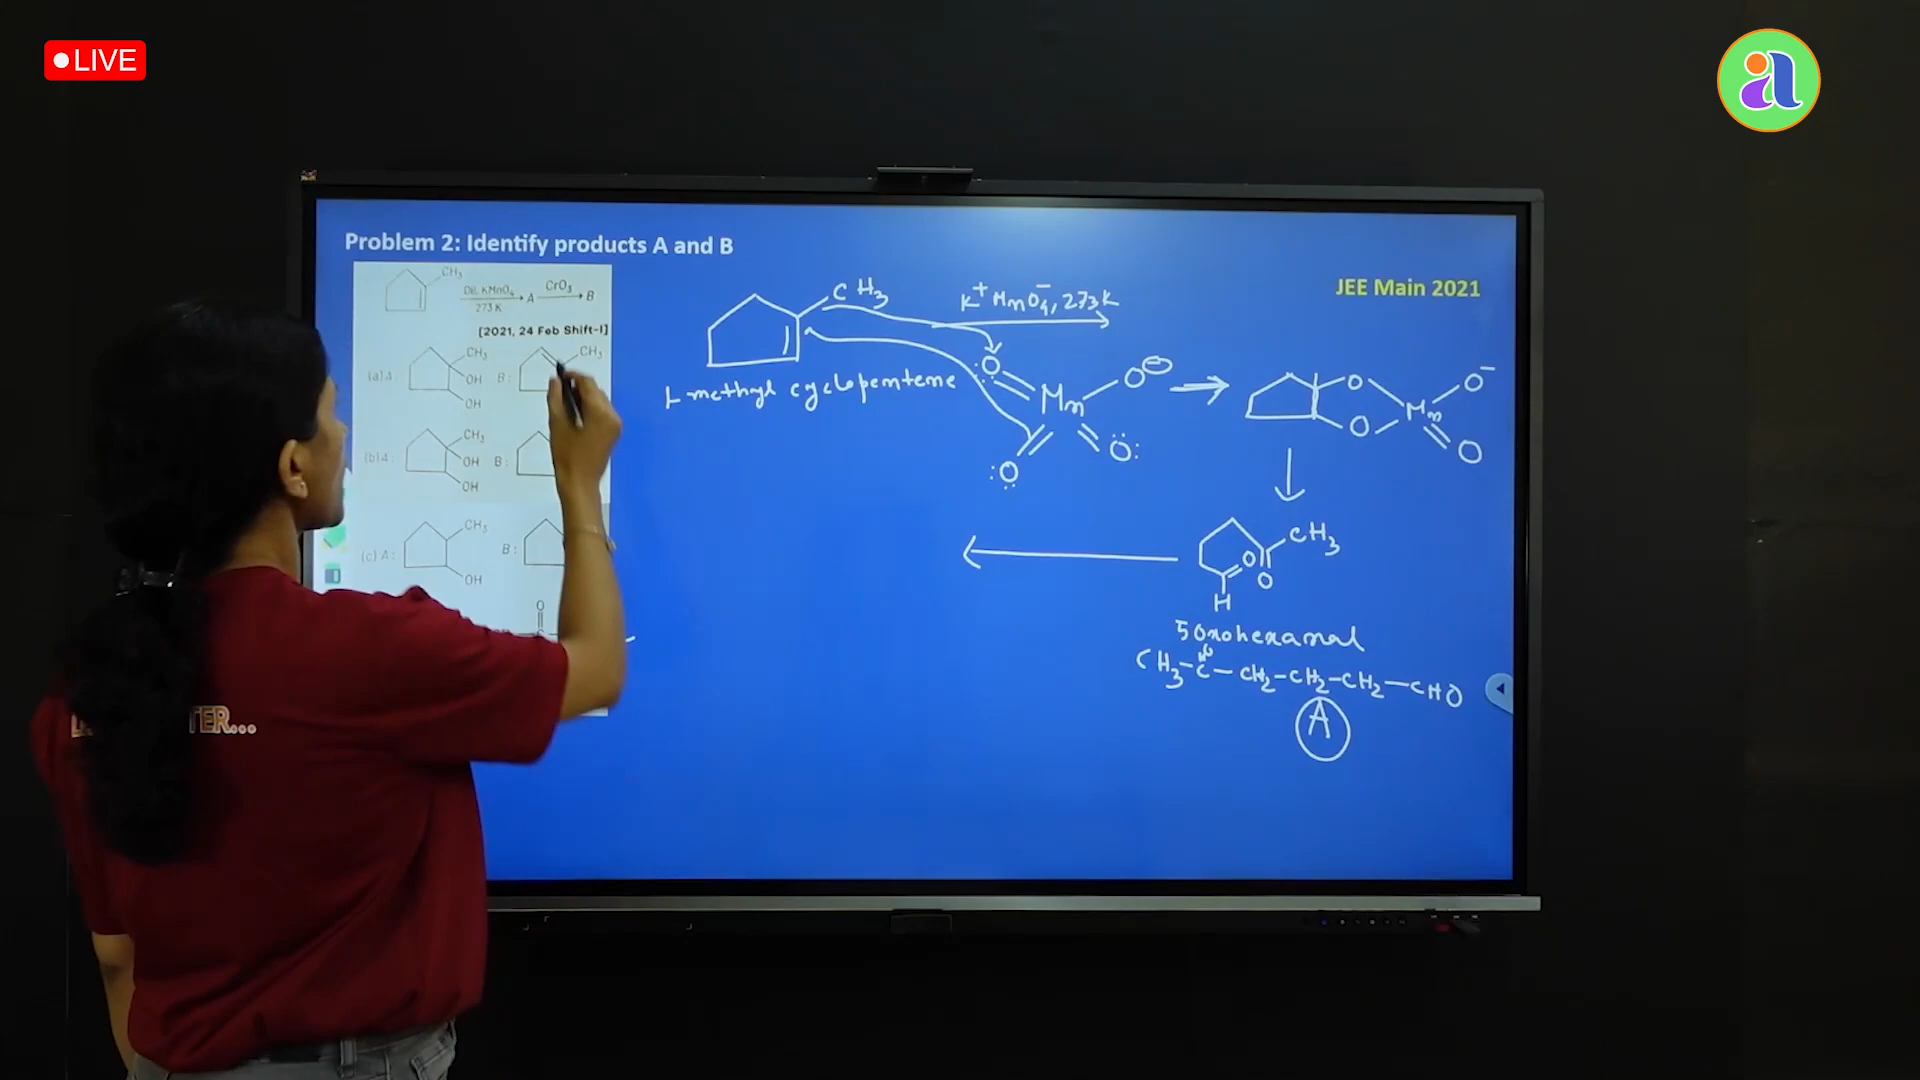 LIVE
a
Problem 2: Identify products A and B
JEE Main 2021
CH₃
Dil. KMnO₄
273 K
A
CrO₃
B
[2021, 24 Feb Shift-I]
(a) A:
CH₃
OH
OH
B:
CH₃
(b) A:
CH₃
OH
OH
B:
(c) A:
CH₃
OH
B:
O
CH₃
K⁺ MnO₄⁻, 273K
1-methyl cyclopentene
O
Mn
O⊖
:O
O:
O
O
Mn
O⁻
O
CH₃
O
O
H
5 Oxohexanal
CH₃-C-CH₂-CH₂-CH₂-CHO
A
TER...